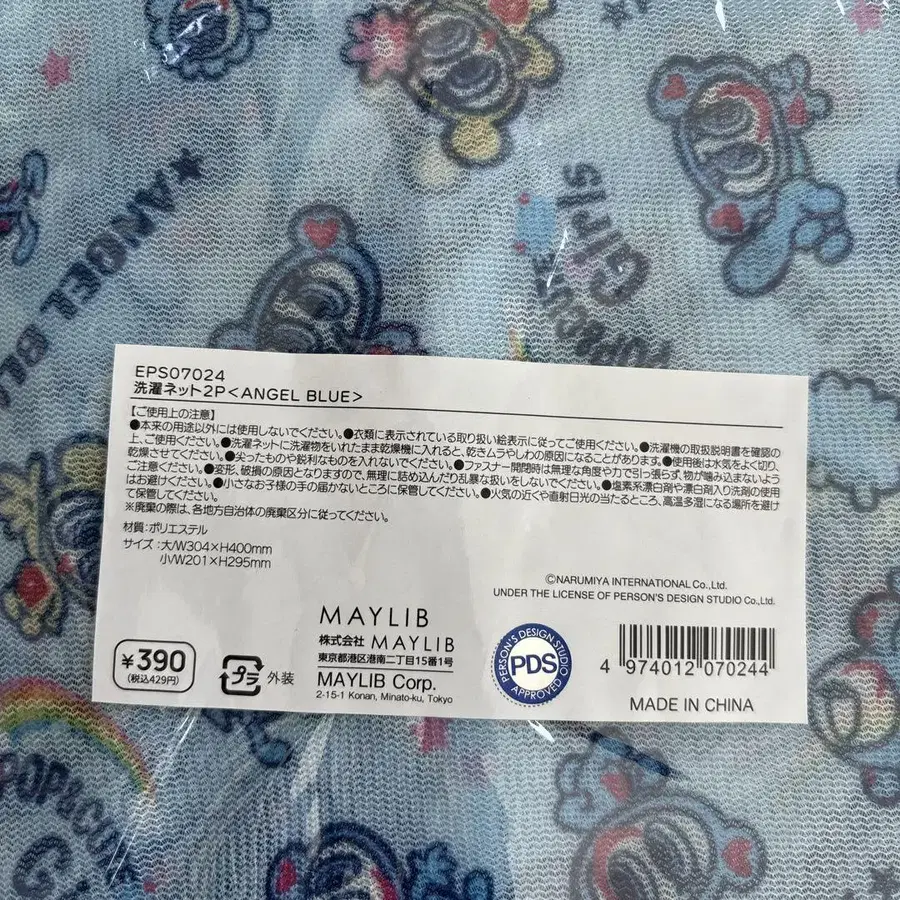 ★ANGEL BL
Girls
POP&CU
EPS07024
洗濯ネット2P<ANGEL BLUE>
【ご使用上の注意】
●本来の用途以外には使用しないでください。●衣類に表示されている取り扱い絵表示に従ってご使用ください。●洗濯機の取扱説明書を確認の
上、ご使用ください。●洗濯ネットに洗濯物をいれたまま乾燥機に入れると、乾きムラやしわの原因になることがあります。●使用後は水気をよく切り、
乾燥させてください。●尖ったものや鋭利なものを入れないでください。●ファスナー開閉時は無理な角度や力で引っ張らず、初が噛み込まないよう
ご注意ください。●変形、破損の原因となりますので、無理に詰め込んだり乱暴な扱いをしないでください。●塩素系漂白剤や漂白剤入り洗剤の使用
はお避けください。●小さなお子様の手の届かないところに保管してください。●火気の近くや直射日光の当たるところ、高温多湿になる場所を避け
て保管してください。
※廃棄の際は、各地方自治体の廃棄区分に従ってください。
材質:ポリエステル
サイズ:大/W304×H400mm
小/W201×H295mm
©NARUMIYA INTERNATIONAL Co.,Ltd.
UNDER THE LICENSE OF PERSON'S DESIGN STUDIO Co.,Ltd.
¥390
(税込429円)
プラ 外装
MAYLIB
株式会社 MAYLIB
東京都港区港南二丁目15番1号
MAYLIB Corp.
2-15-1 Konan, Minato-ku, Tokyo
PERSON'S DESIGN STUDIO
PDS
APPROVED
4 974012 070244
MADE IN CHINA
POP&CU